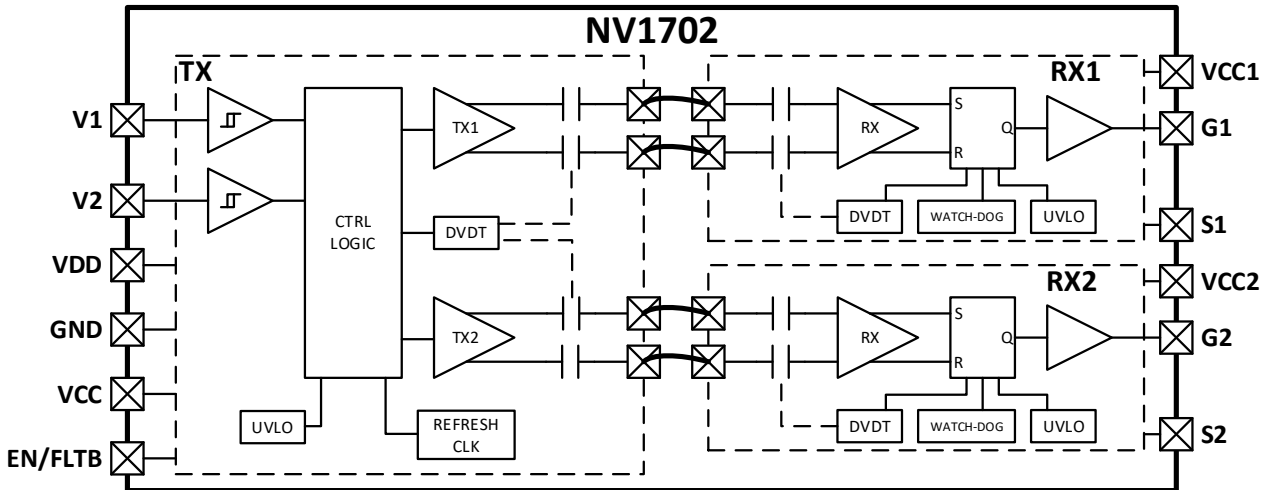 NV1702
TX
RX1
VCC1
V1
TX1
RX
S
Q
R
G1
V2
CTRL
LOGIC
DVDT
DVDT
WATCH-DOG
UVLO
S1
VDD
RX2
VCC2
GND
TX2
RX
S
Q
R
G2
VCC
UVLO
REFRESH
CLK
DVDT
WATCH-DOG
UVLO
S2
EN/FLTB